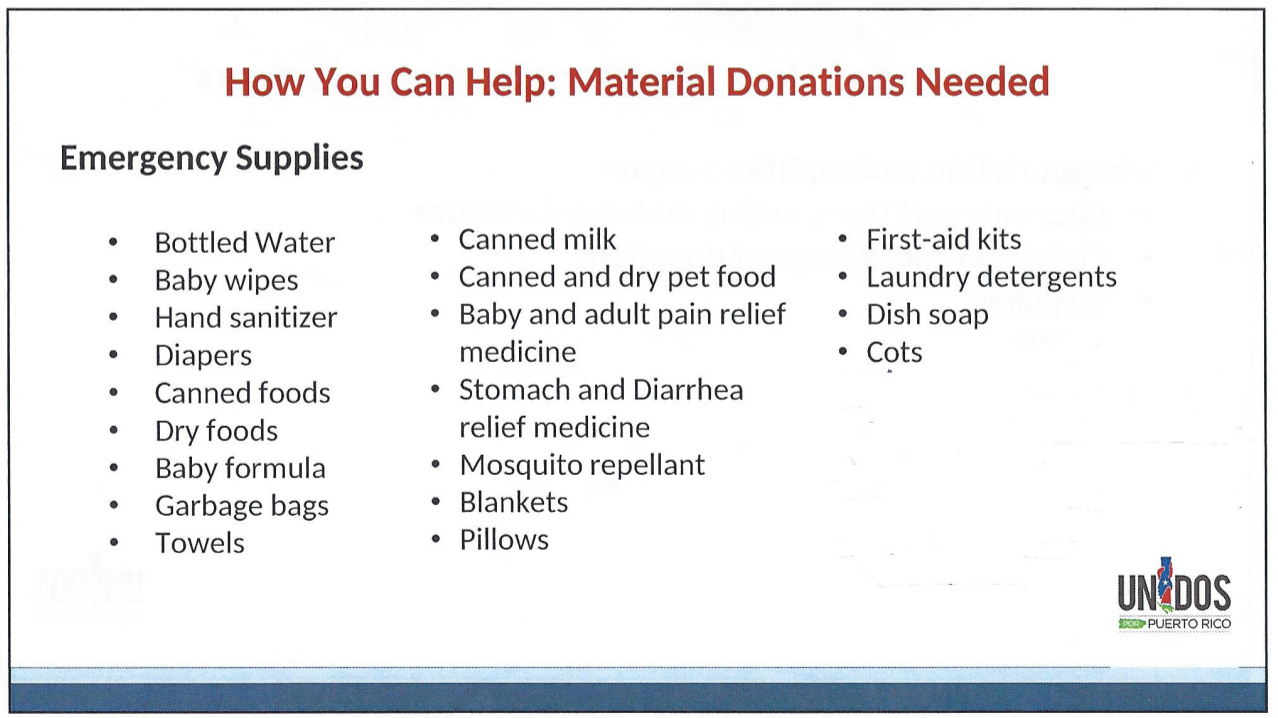 How You Can Help: Material Donations Needed
Emergency Supplies
• Bottled Water
• Baby wipes
• Hand sanitizer
• Diapers
• Canned foods
• Dry foods
• Baby formula
• Garbage bags
• Towels
• Canned milk
• Canned and dry pet food
• Baby and adult pain relief
medicine
• Stomach and Diarrhea
relief medicine
• Mosquito repellant
• Blankets
• Pillows
• First-aid kits
• Laundry detergents
• Dish soap
• Cots
UNIDOS
POR PUERTO RICO